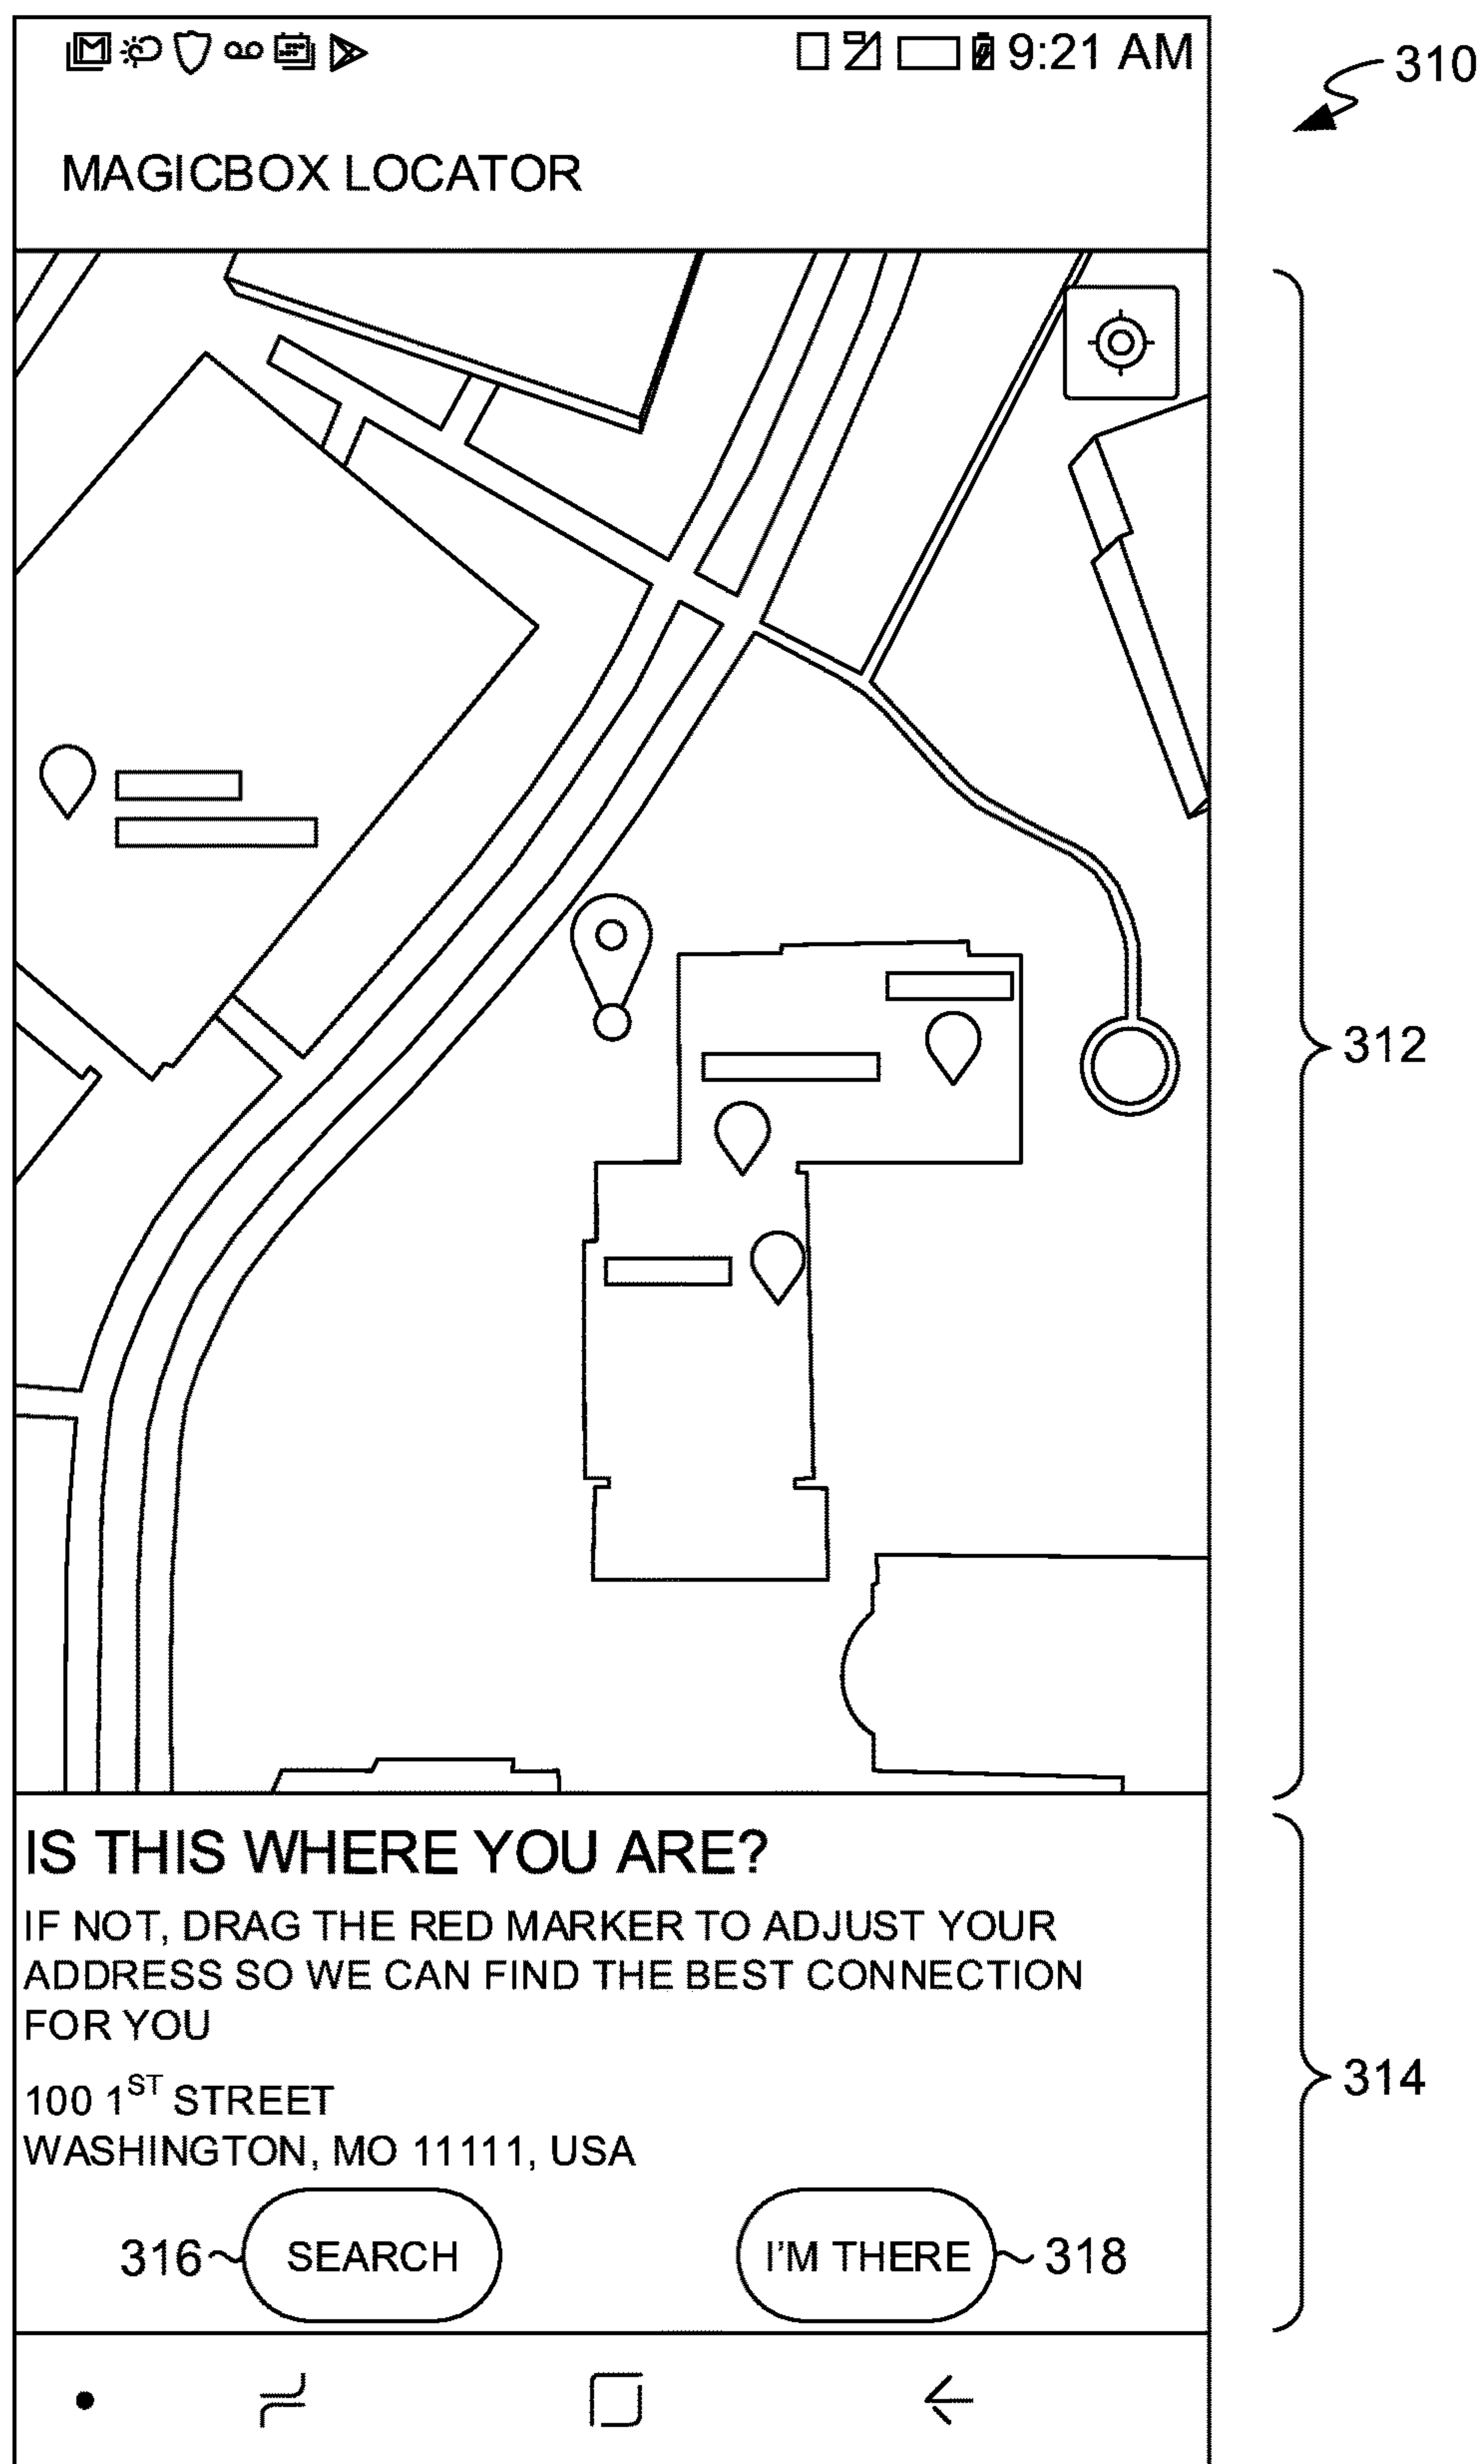 9:21 AM
310
MAGICBOX LOCATOR
312
IS THIS WHERE YOU ARE?
IF NOT, DRAG THE RED MARKER TO ADJUST YOUR
ADDRESS SO WE CAN FIND THE BEST CONNECTION
FOR YOU
314
100 1ST STREET
WASHINGTON, MO 11111, USA
316 SEARCH I'M THERE 318